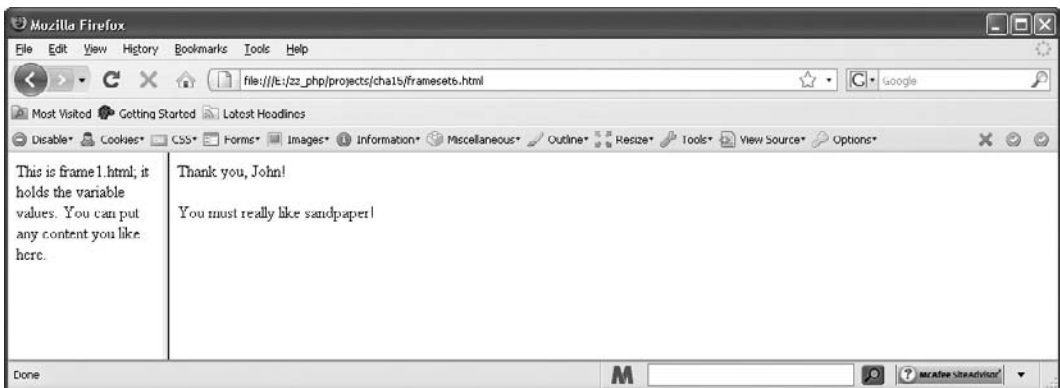 Mozilla Firefox
File Edit View History Bookmarks Tools Help
file:///E:/zz_php/projects/cha15/frameset6.html
G Google
Most Visited Getting Started Latest Headlines
Disable Cookies CSS Forms Images Information Miscellaneous Outline Resize Tools View Source Options
This is frame1.html; it
holds the variable
values. You can put
any content you like
here.
Thank you, John!
You must really like sandpaper!
Done
M
? McAfee SiteAdvisor